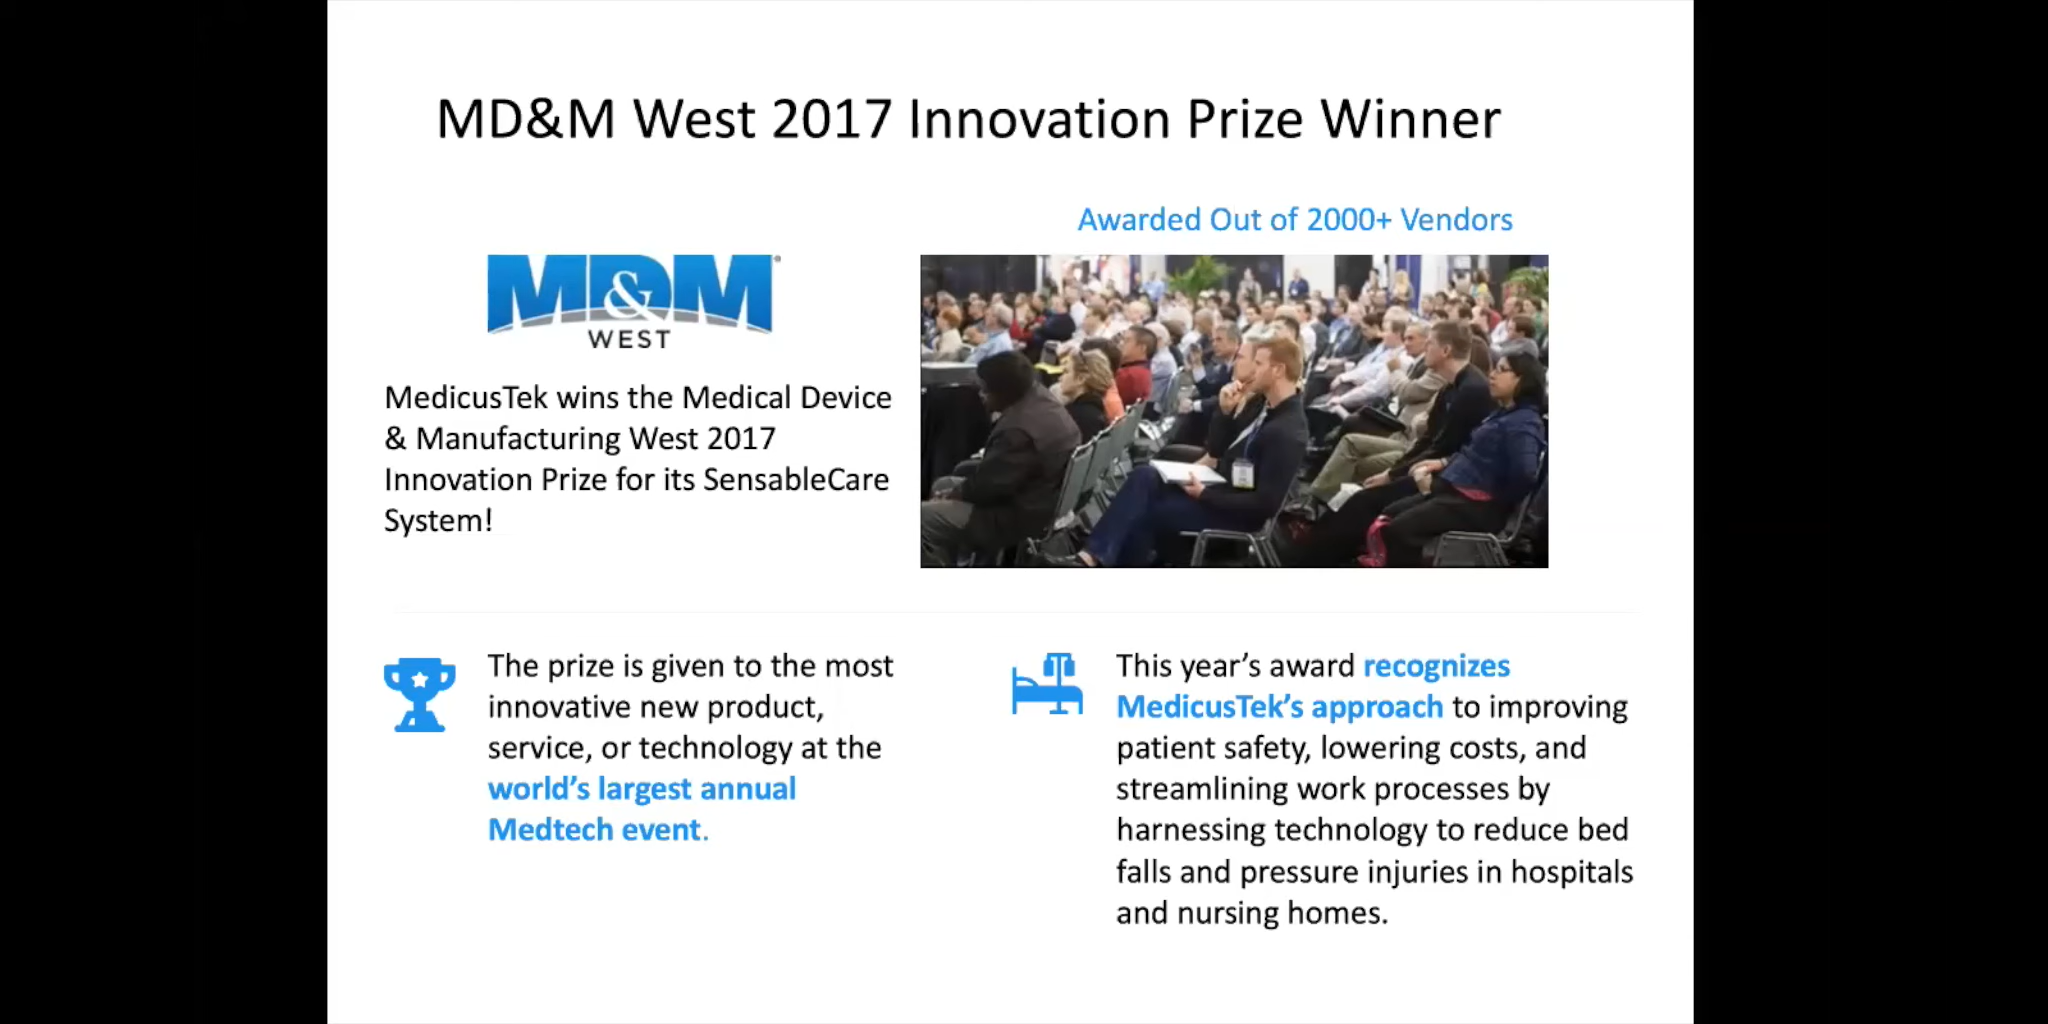 MD&M West 2017 Innovation Prize Winner
Awarded Out of 2000+ Vendors
MD&M
WEST
MedicusTek wins the Medical Device
& Manufacturing West 2017
Innovation Prize for its SensableCare
System!
The prize is given to the most
innovative new product,
service, or technology at the
world’s largest annual
Medtech event.
This year’s award recognizes
MedicusTek’s approach to improving
patient safety, lowering costs, and
streamlining work processes by
harnessing technology to reduce bed
falls and pressure injuries in hospitals
and nursing homes.